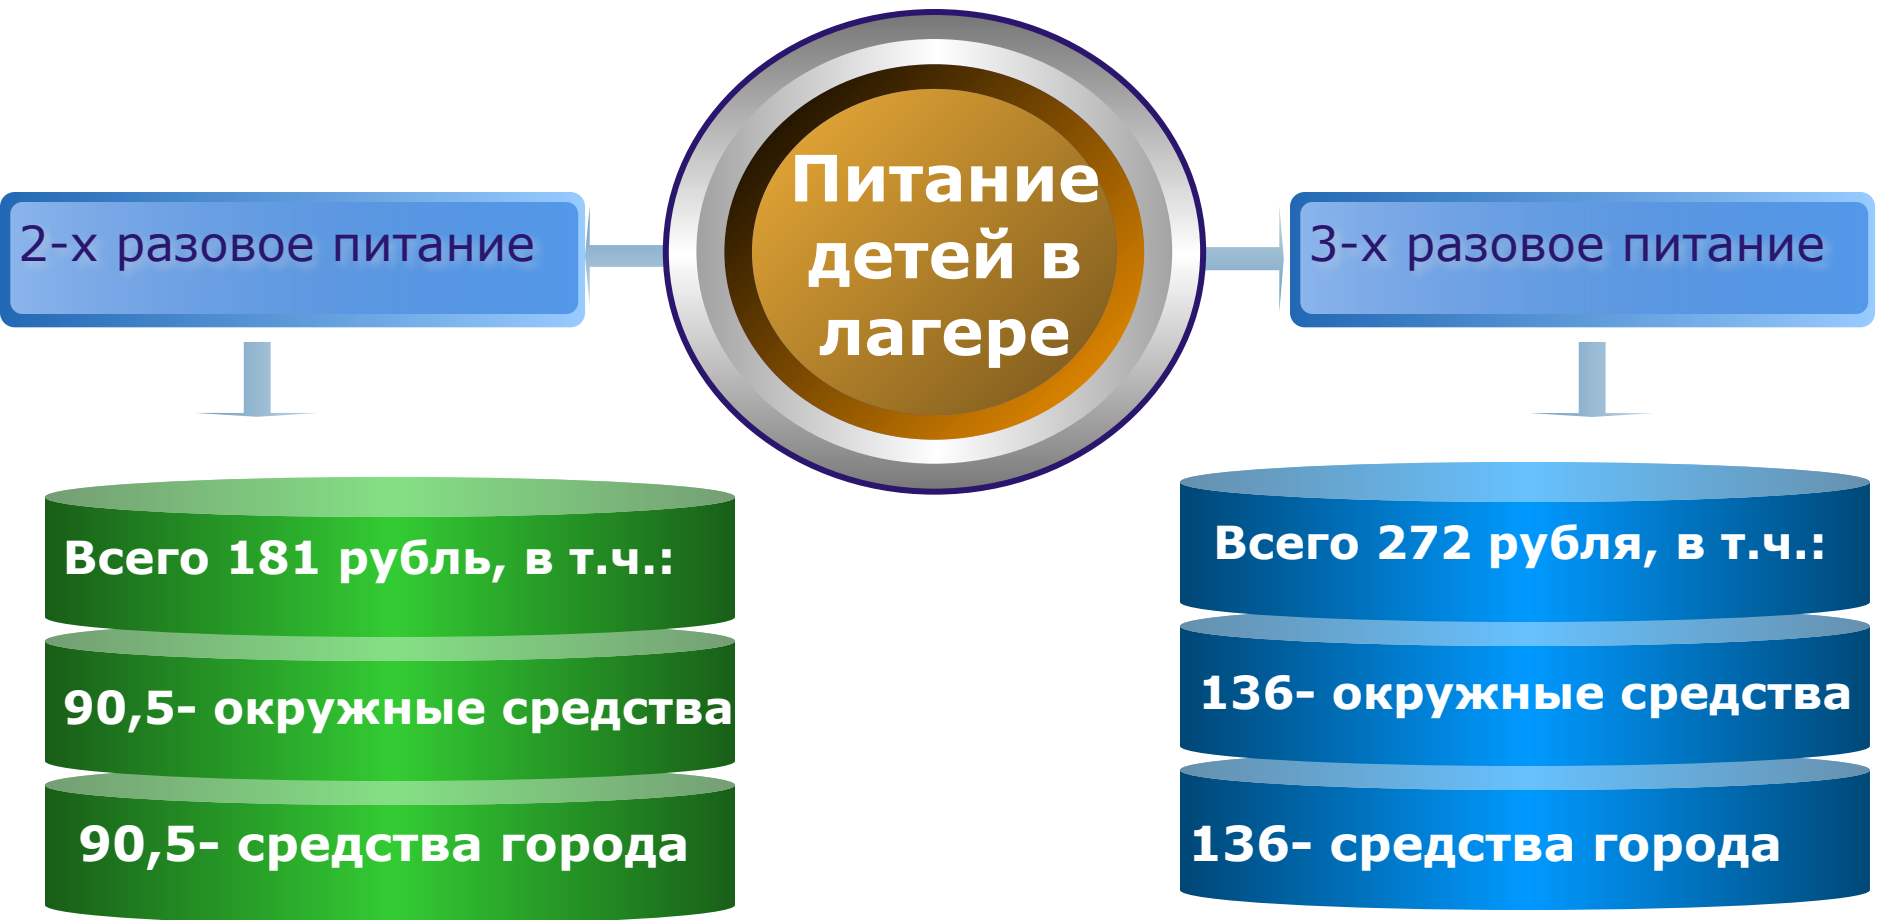 Питание
детей в
лагере
2-х разовое питание
3-х разовое питание
Всего 181 рубль, в т.ч.:
90,5- окружные средства
90,5- средства города
Всего 272 рубля, в т.ч.:
136- окружные средства
136- средства города